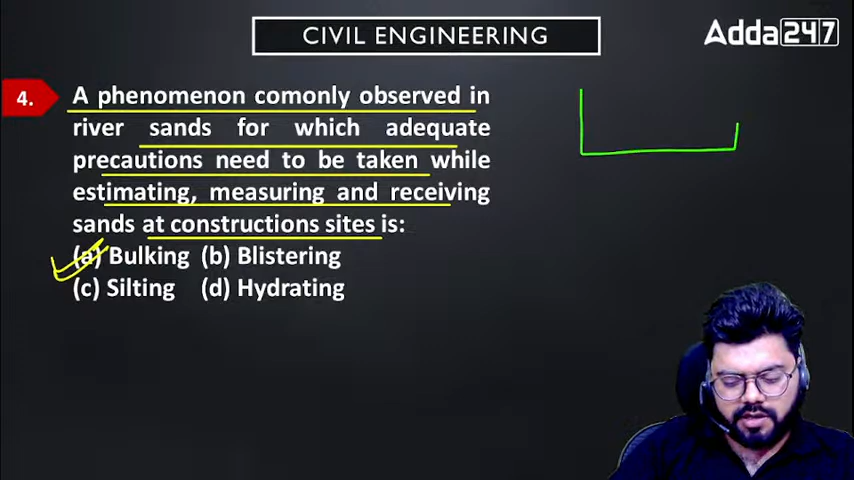 CIVIL ENGINEERING
Adda247
4.
A phenomenon comonly observed in
river sands for which adequate
precautions need to be taken while
estimating, measuring and receiving
sands at constructions sites is:
(a) Bulking (b) Blistering
(c) Silting (d) Hydrating